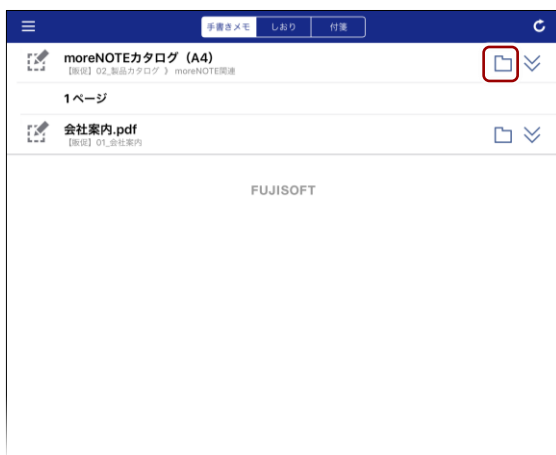 手書きメモ しおり 付箋
moreNOTEカタログ（A4）
【販促】02_製品カタログ 》 moreNOTE関連
1ページ
会社案内.pdf
【販促】01_会社案内
FUJISOFT